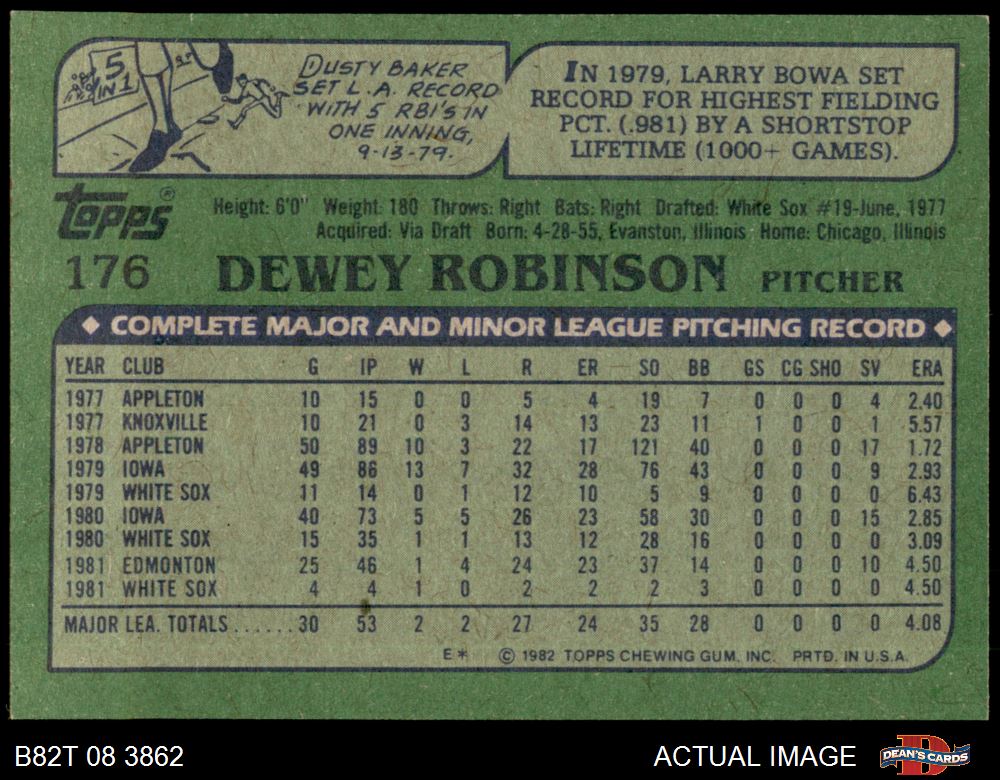 5
IN 1
DUSTY BAKER
SET L.A. RECORD
WITH 5 RBI'S IN
ONE INNING,
9-13-79.
IN 1979, LARRY BOWA SET
RECORD FOR HIGHEST FIELDING
PCT. (.981) BY A SHORTSTOP
LIFETIME (1000+ GAMES).
Topps®
Height: 6'0" Weight: 180 Throws: Right Bats: Right Drafted: White Sox #19-June, 1977
Acquired: Via Draft Born: 4-28-55, Evanston, Illinois Home: Chicago, Illinois
176 DEWEY ROBINSON PITCHER
◆ COMPLETE MAJOR AND MINOR LEAGUE PITCHING RECORD ◆
YEAR CLUB G IP W L R ER SO BB GS CG SHO SV ERA
1977 APPLETON 10 15 0 0 5 4 19 7 0 0 0 4 2.40
1977 KNOXVILLE 10 21 0 3 14 13 23 11 1 0 0 1 5.57
1978 APPLETON 50 89 10 3 22 17 121 40 0 0 0 17 1.72
1979 IOWA 49 86 13 7 32 28 76 43 0 0 0 9 2.93
1979 WHITE SOX 11 14 0 1 12 10 5 9 0 0 0 0 6.43
1980 IOWA 40 73 5 5 26 23 58 30 0 0 0 15 2.85
1980 WHITE SOX 15 35 1 1 13 12 28 16 0 0 0 0 3.09
1981 EDMONTON 25 46 1 4 24 23 37 14 0 0 0 10 4.50
1981 WHITE SOX 4 4 1 0 2 2 2 3 0 0 0 0 4.50
MAJOR LEA. TOTALS......30 53 2 2 27 24 35 28 0 0 0 0 4.08
E* © 1982 TOPPS CHEWING GUM, INC. PRTD. IN U.S.A.
B82T 08 3862 ACTUAL IMAGE D DEAN'S CARDS